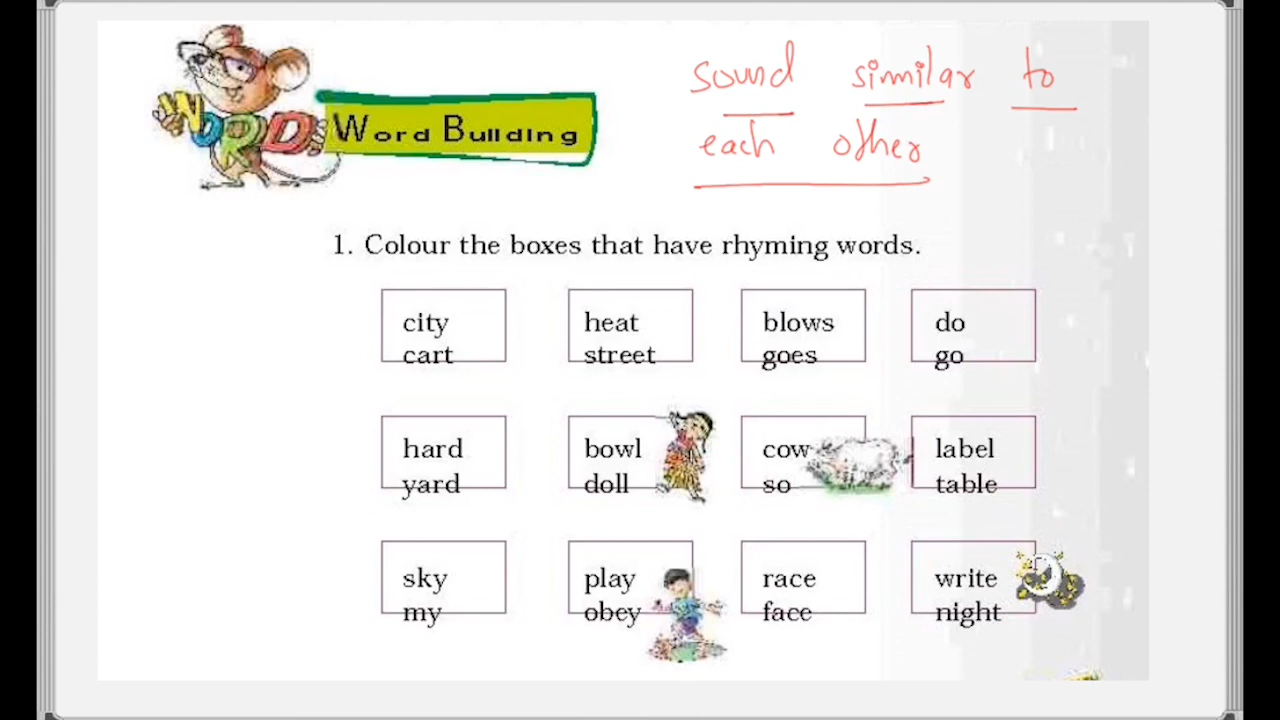 WORDS
Word Building
sound similar to
each other
1. Colour the boxes that have rhyming words.
city
cart
heat
street
blows
goes
do
go
hard
yard
bowl
doll
cow
so
label
table
sky
my
play
obey
race
face
write
night